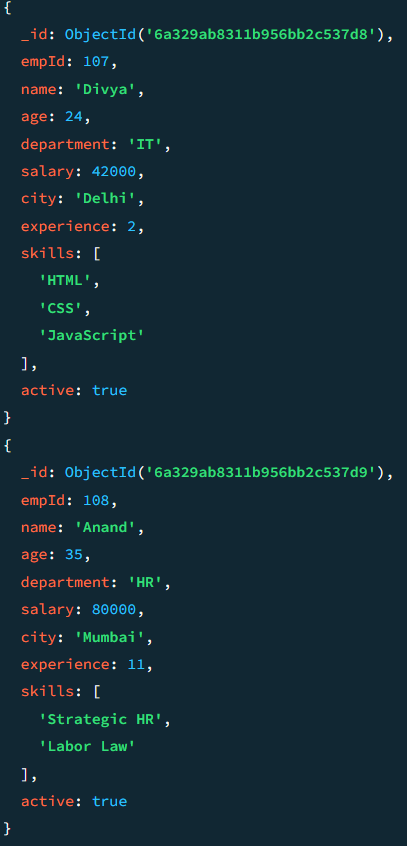 {
  _id: ObjectId('6a329ab8311b956bb2c537d8'),
  empId: 107,
  name: 'Divya',
  age: 24,
  department: 'IT',
  salary: 42000,
  city: 'Delhi',
  experience: 2,
  skills: [
    'HTML',
    'CSS',
    'JavaScript'
  ],
  active: true
}
{
  _id: ObjectId('6a329ab8311b956bb2c537d9'),
  empId: 108,
  name: 'Anand',
  age: 35,
  department: 'HR',
  salary: 80000,
  city: 'Mumbai',
  experience: 11,
  skills: [
    'Strategic HR',
    'Labor Law'
  ],
  active: true
}